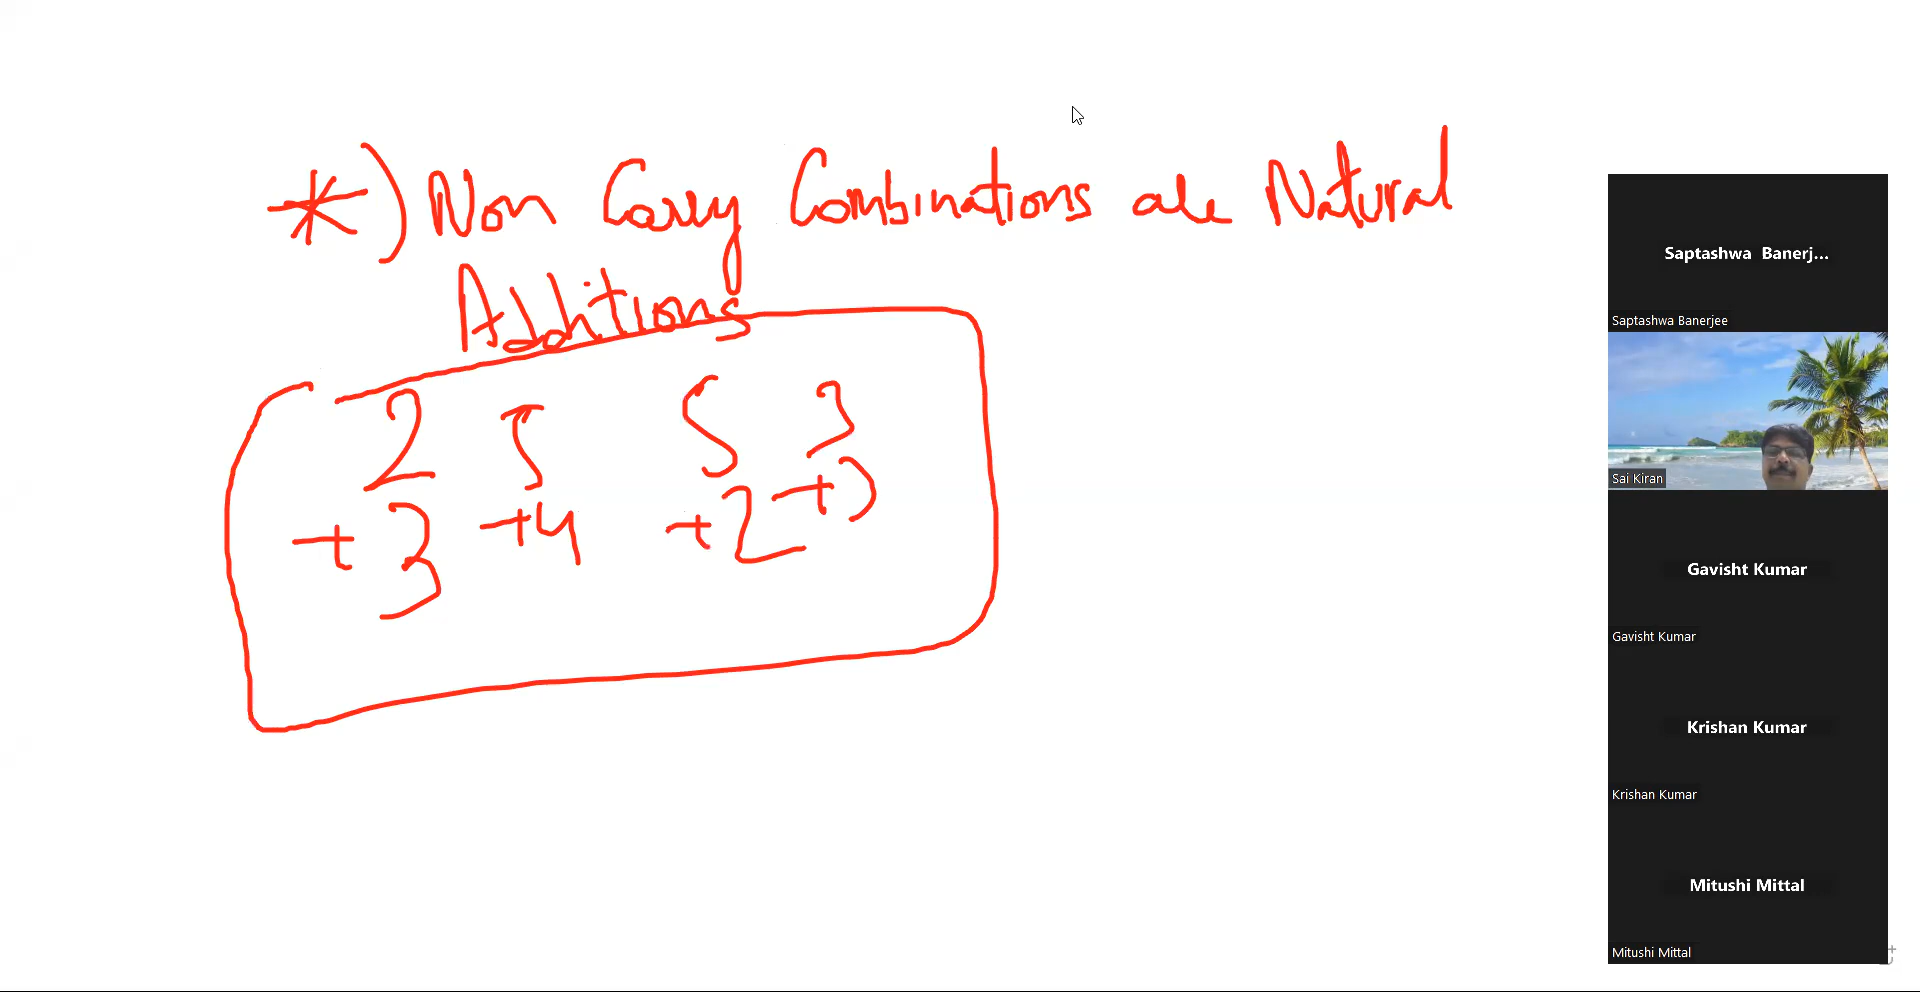 *) Non Carry Combinations are Natural
Additions
2 5 5 3
+3 +4 +2 +3
Saptashwa Banerj...
Saptashwa Banerjee
Sai Kiran
Gavisht Kumar
Gavisht Kumar
Krishan Kumar
Krishan Kumar
Mitushi Mittal
Mitushi Mittal